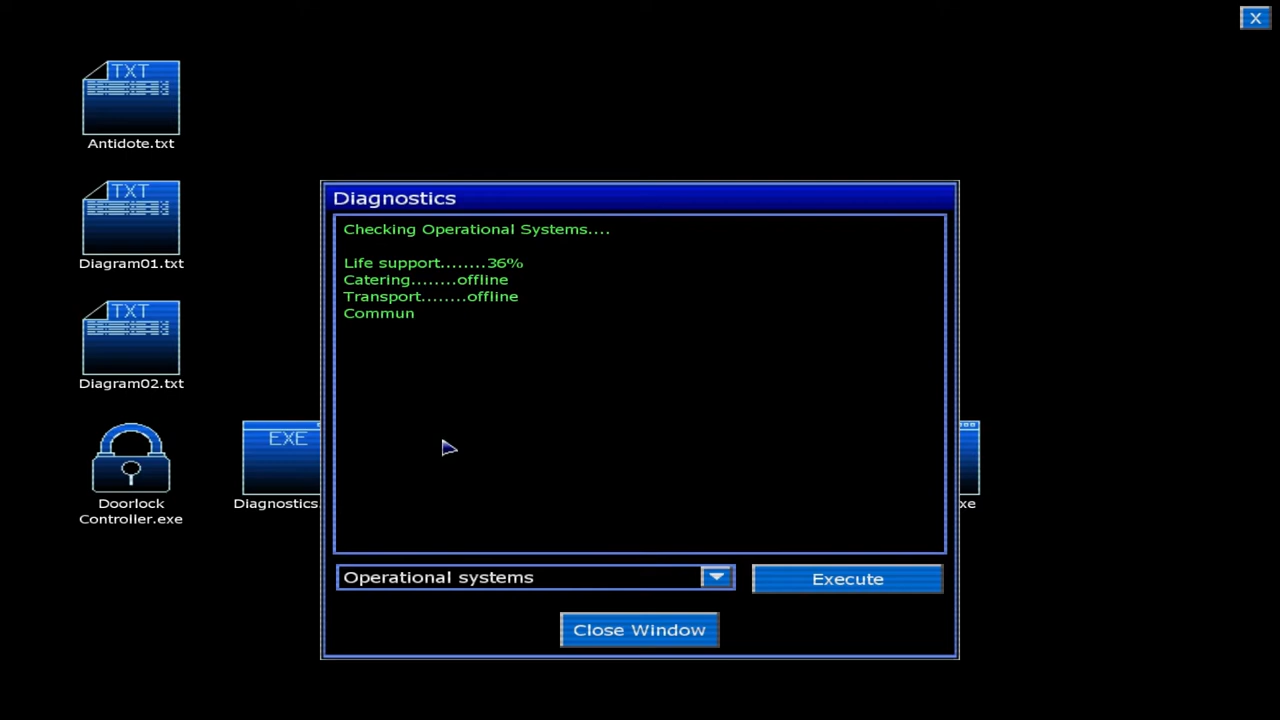 X
TXT
Antidote.txt
TXT
Diagram01.txt
TXT
Diagram02.txt
Doorlock
Controller.exe
EXE
Diagnostics.
xe
Diagnostics
Checking Operational Systems....
Life support........36%
Catering........offline
Transport........offline
Commun
Operational systems
Execute
Close Window